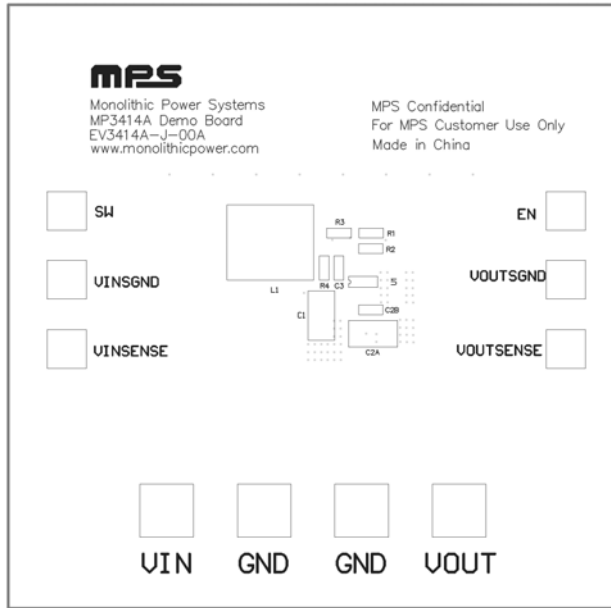 MPS
Monolithic Power Systems
MP3414A Demo Board
EV3414A-J-00A
www.monolithicpower.com
MPS Confidential
For MPS Customer Use Only
Made in China
SW
EN
VINSGND
VOUTSGND
VINSENSE
VOUTSENSE
R3
R1
R2
L1
R4
C3
U1
C1
C2B
C2A
VIN
GND
GND
VOUT